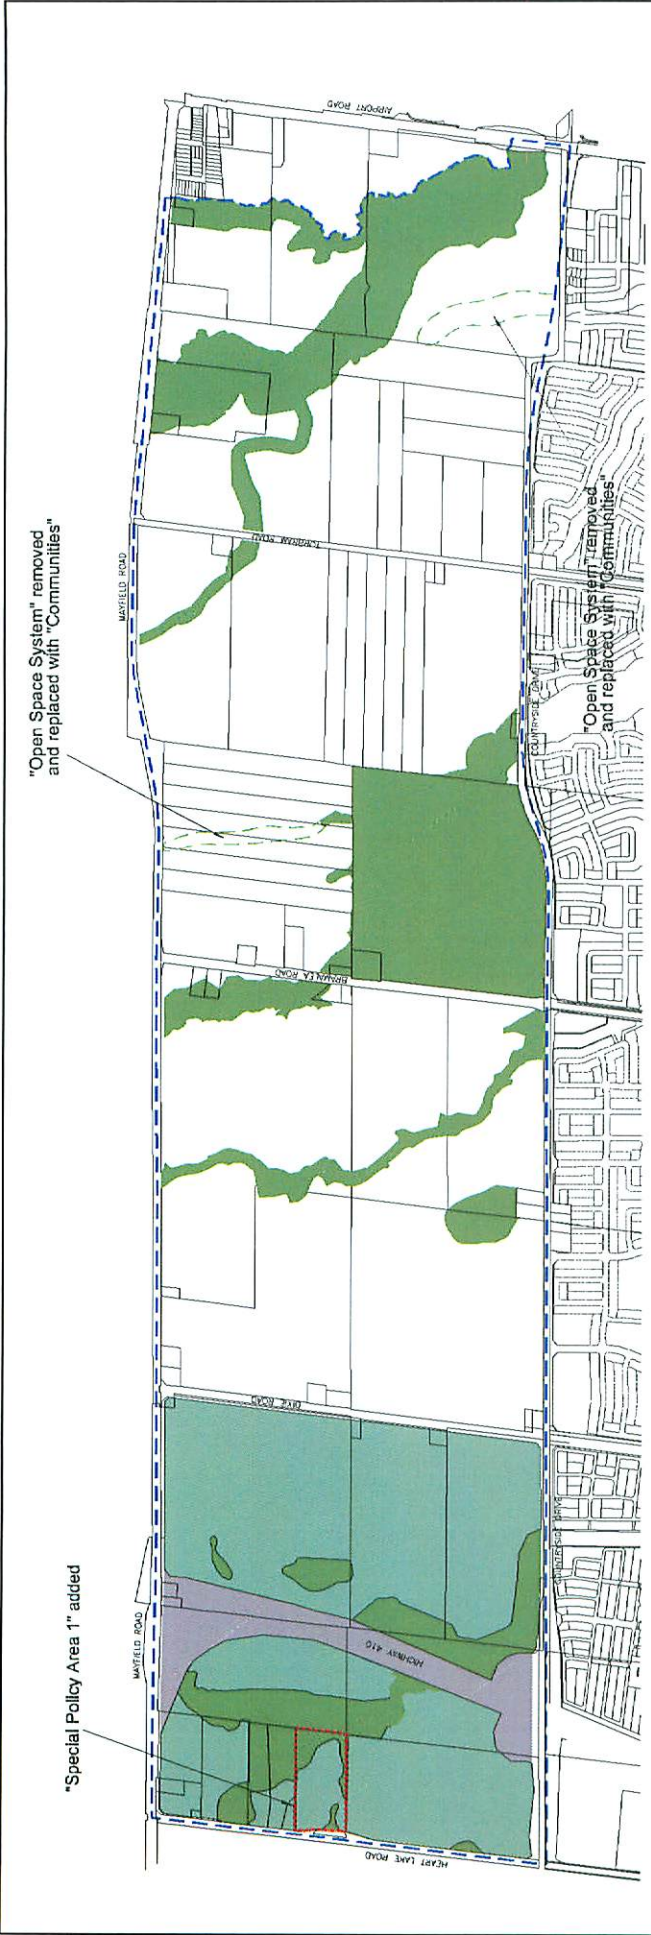 "Special Policy Area 1" added
"Open Space System" removed
and replaced with "Communities"
MAYFIELD ROAD
MAYFIELD ROAD
HEART LAKE ROAD
HIGHWAY 410
DIXIE ROAD
BRAMALEA ROAD
TORBRAM ROAD
AIRPORT ROAD
COUNTRYSIDE DRIVE
COUNTRYSIDE DRIVE
"Open Space System" removed
and replaced with "Communities"